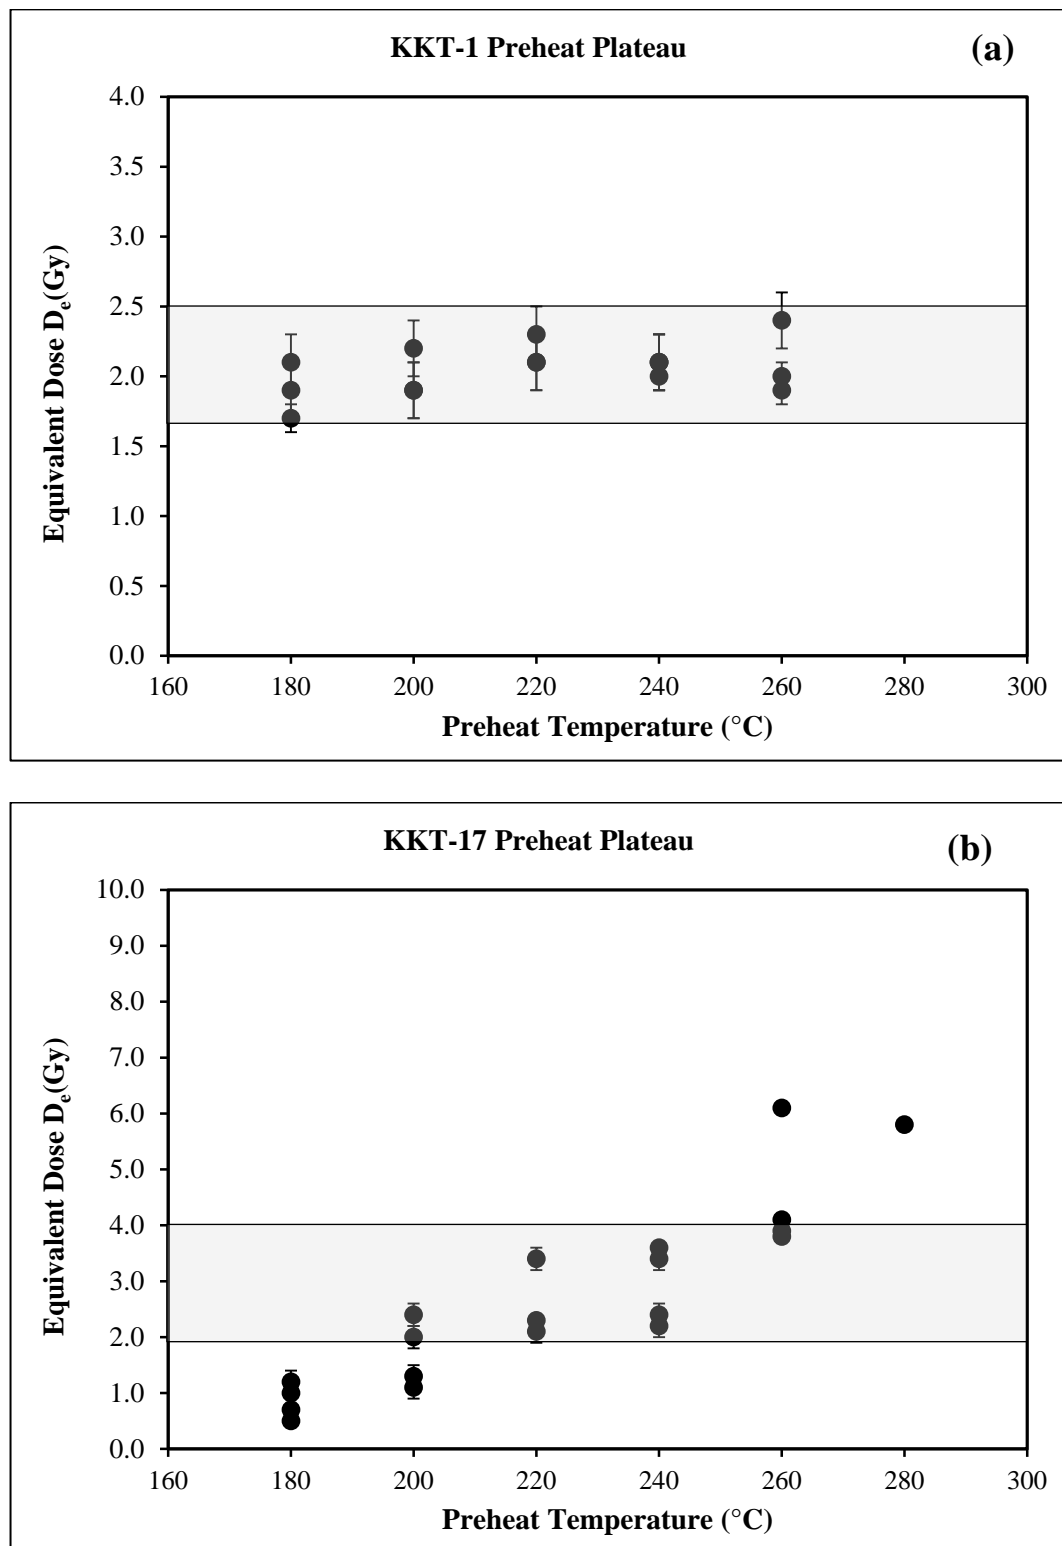 KKT-1 Preheat Plateau
(a)
4.0
3.5
3.0
2.5
2.0
1.5
1.0
0.5
0.0
Equivalent Dose De(Gy)
160 180 200 220 240 260 280 300
Preheat Temperature (°C)
KKT-17 Preheat Plateau
(b)
10.0
9.0
8.0
7.0
6.0
5.0
4.0
3.0
2.0
1.0
0.0
Equivalent Dose De(Gy)
160 180 200 220 240 260 280 300
Preheat Temperature (°C)